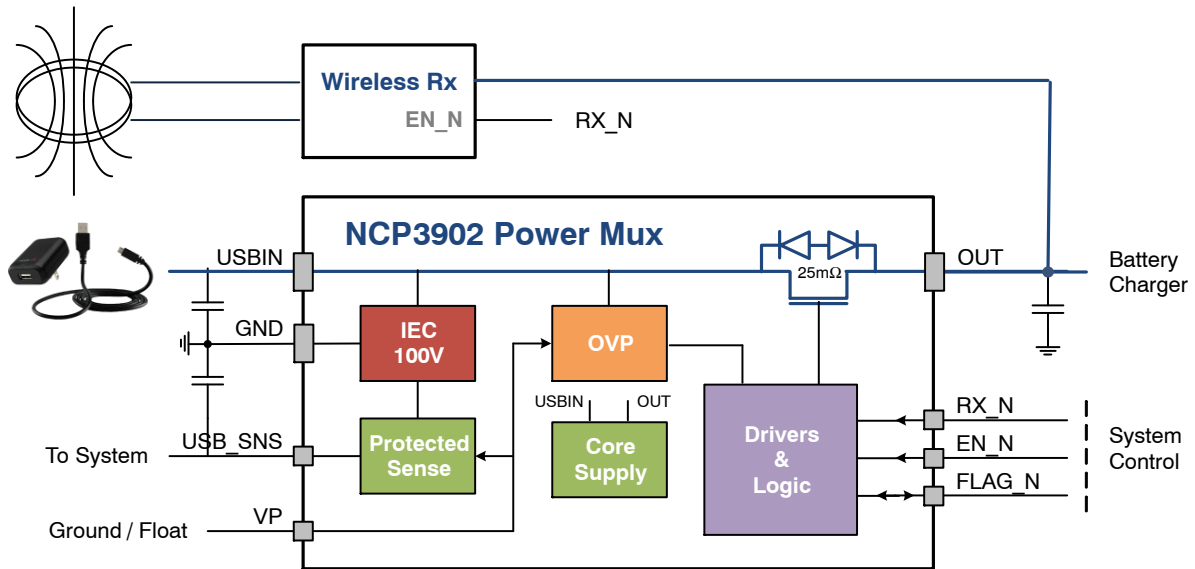 Wireless Rx
EN_N
RX_N
NCP3902 Power Mux
USBIN
OUT
25mΩ
Battery
Charger
GND
IEC
100V
OVP
USBIN
OUT
RX_N
USB_SNS
To System
Protected
Sense
Core
Supply
Drivers
&
Logic
EN_N
System
Control
FLAG_N
VP
Ground / Float